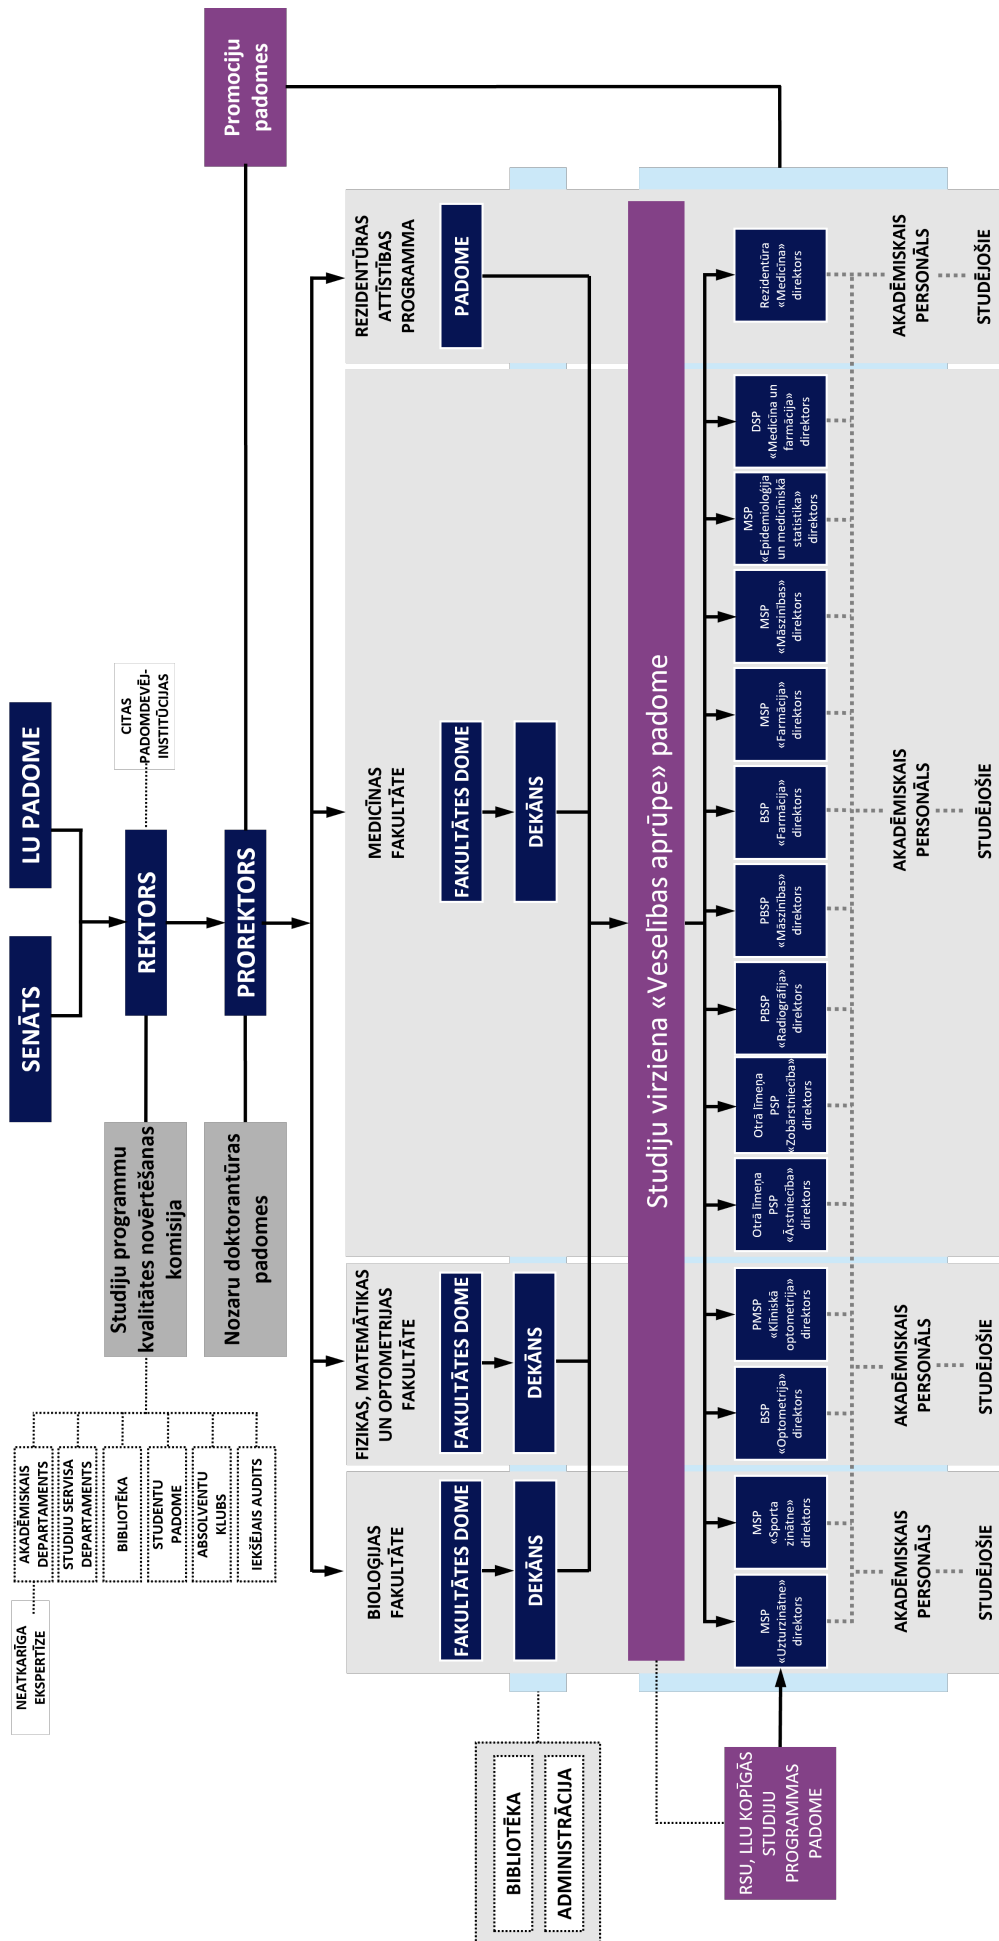 SENĀTS
LU PADOME
REKTORS
CITAS
PADOMDEVĒJ-
INSTITŪCIJAS
PROREKTORS
Promociju
padomes
Studiju programmu
kvalitātes novērtēšanas
komisija
Nozaru doktorantūras
padomes
NEATKARĪGA
EKSPERTĪZE
AKADĒMISKAIS
DEPARTAMENTS
STUDIJU SERVISA
DEPARTAMENTS
BIBLIOTĒKA
STUDENTU
PADOME
ABSOLVENTU
KLUBS
IEKŠĒJAIS AUDITS
BIOLOĢIJAS
FAKULTĀTE
FAKULTĀTES DOME
DEKĀNS
FIZIKAS, MATEMĀTIKAS
UN OPTOMETRIJAS
FAKULTĀTE
FAKULTĀTES DOME
DEKĀNS
MEDICĪNAS
FAKULTĀTE
FAKULTĀTES DOME
DEKĀNS
REZIDENTŪRAS
ATTĪSTĪBAS
PROGRAMMA
PADOME
BIBLIOTĒKA
ADMINISTRĀCIJA
Studiju virziena «Veselības aprūpe» padome
RSU, LLU KOPĪGĀS
STUDIJU
PROGRAMMAS
PADOME
MSP
«Uzturzinātne»
direktors
MSP
«Sporta
zinātne»
direktors
BSP
«Optometrija»
direktors
PMSP
«Klīniskā
optometrija»
direktors
Otrā līmeņa
PSP
«Ārstniecība»
direktors
Otrā līmeņa
PSP
«Zobārstniecība»
direktors
PBSP
«Radiogrāfija»
direktors
PBSP
«Māszinības»
direktors
BSP
«Farmācija»
direktors
MSP
«Farmācija»
direktors
MSP
«Māszinības»
direktors
MSP
«Epidemioloģija
un medicīniskā
statistika»
direktors
DSP
«Medicīna un
farmācija»
direktors
Rezidentūra
«Medicīna»
direktors
AKADĒMISKAIS
PERSONĀLS
STUDĒJOŠIE
AKADĒMISKAIS
PERSONĀLS
STUDĒJOŠIE
AKADĒMISKAIS
PERSONĀLS
STUDĒJOŠIE
AKADĒMISKAIS
PERSONĀLS
STUDĒJOŠIE